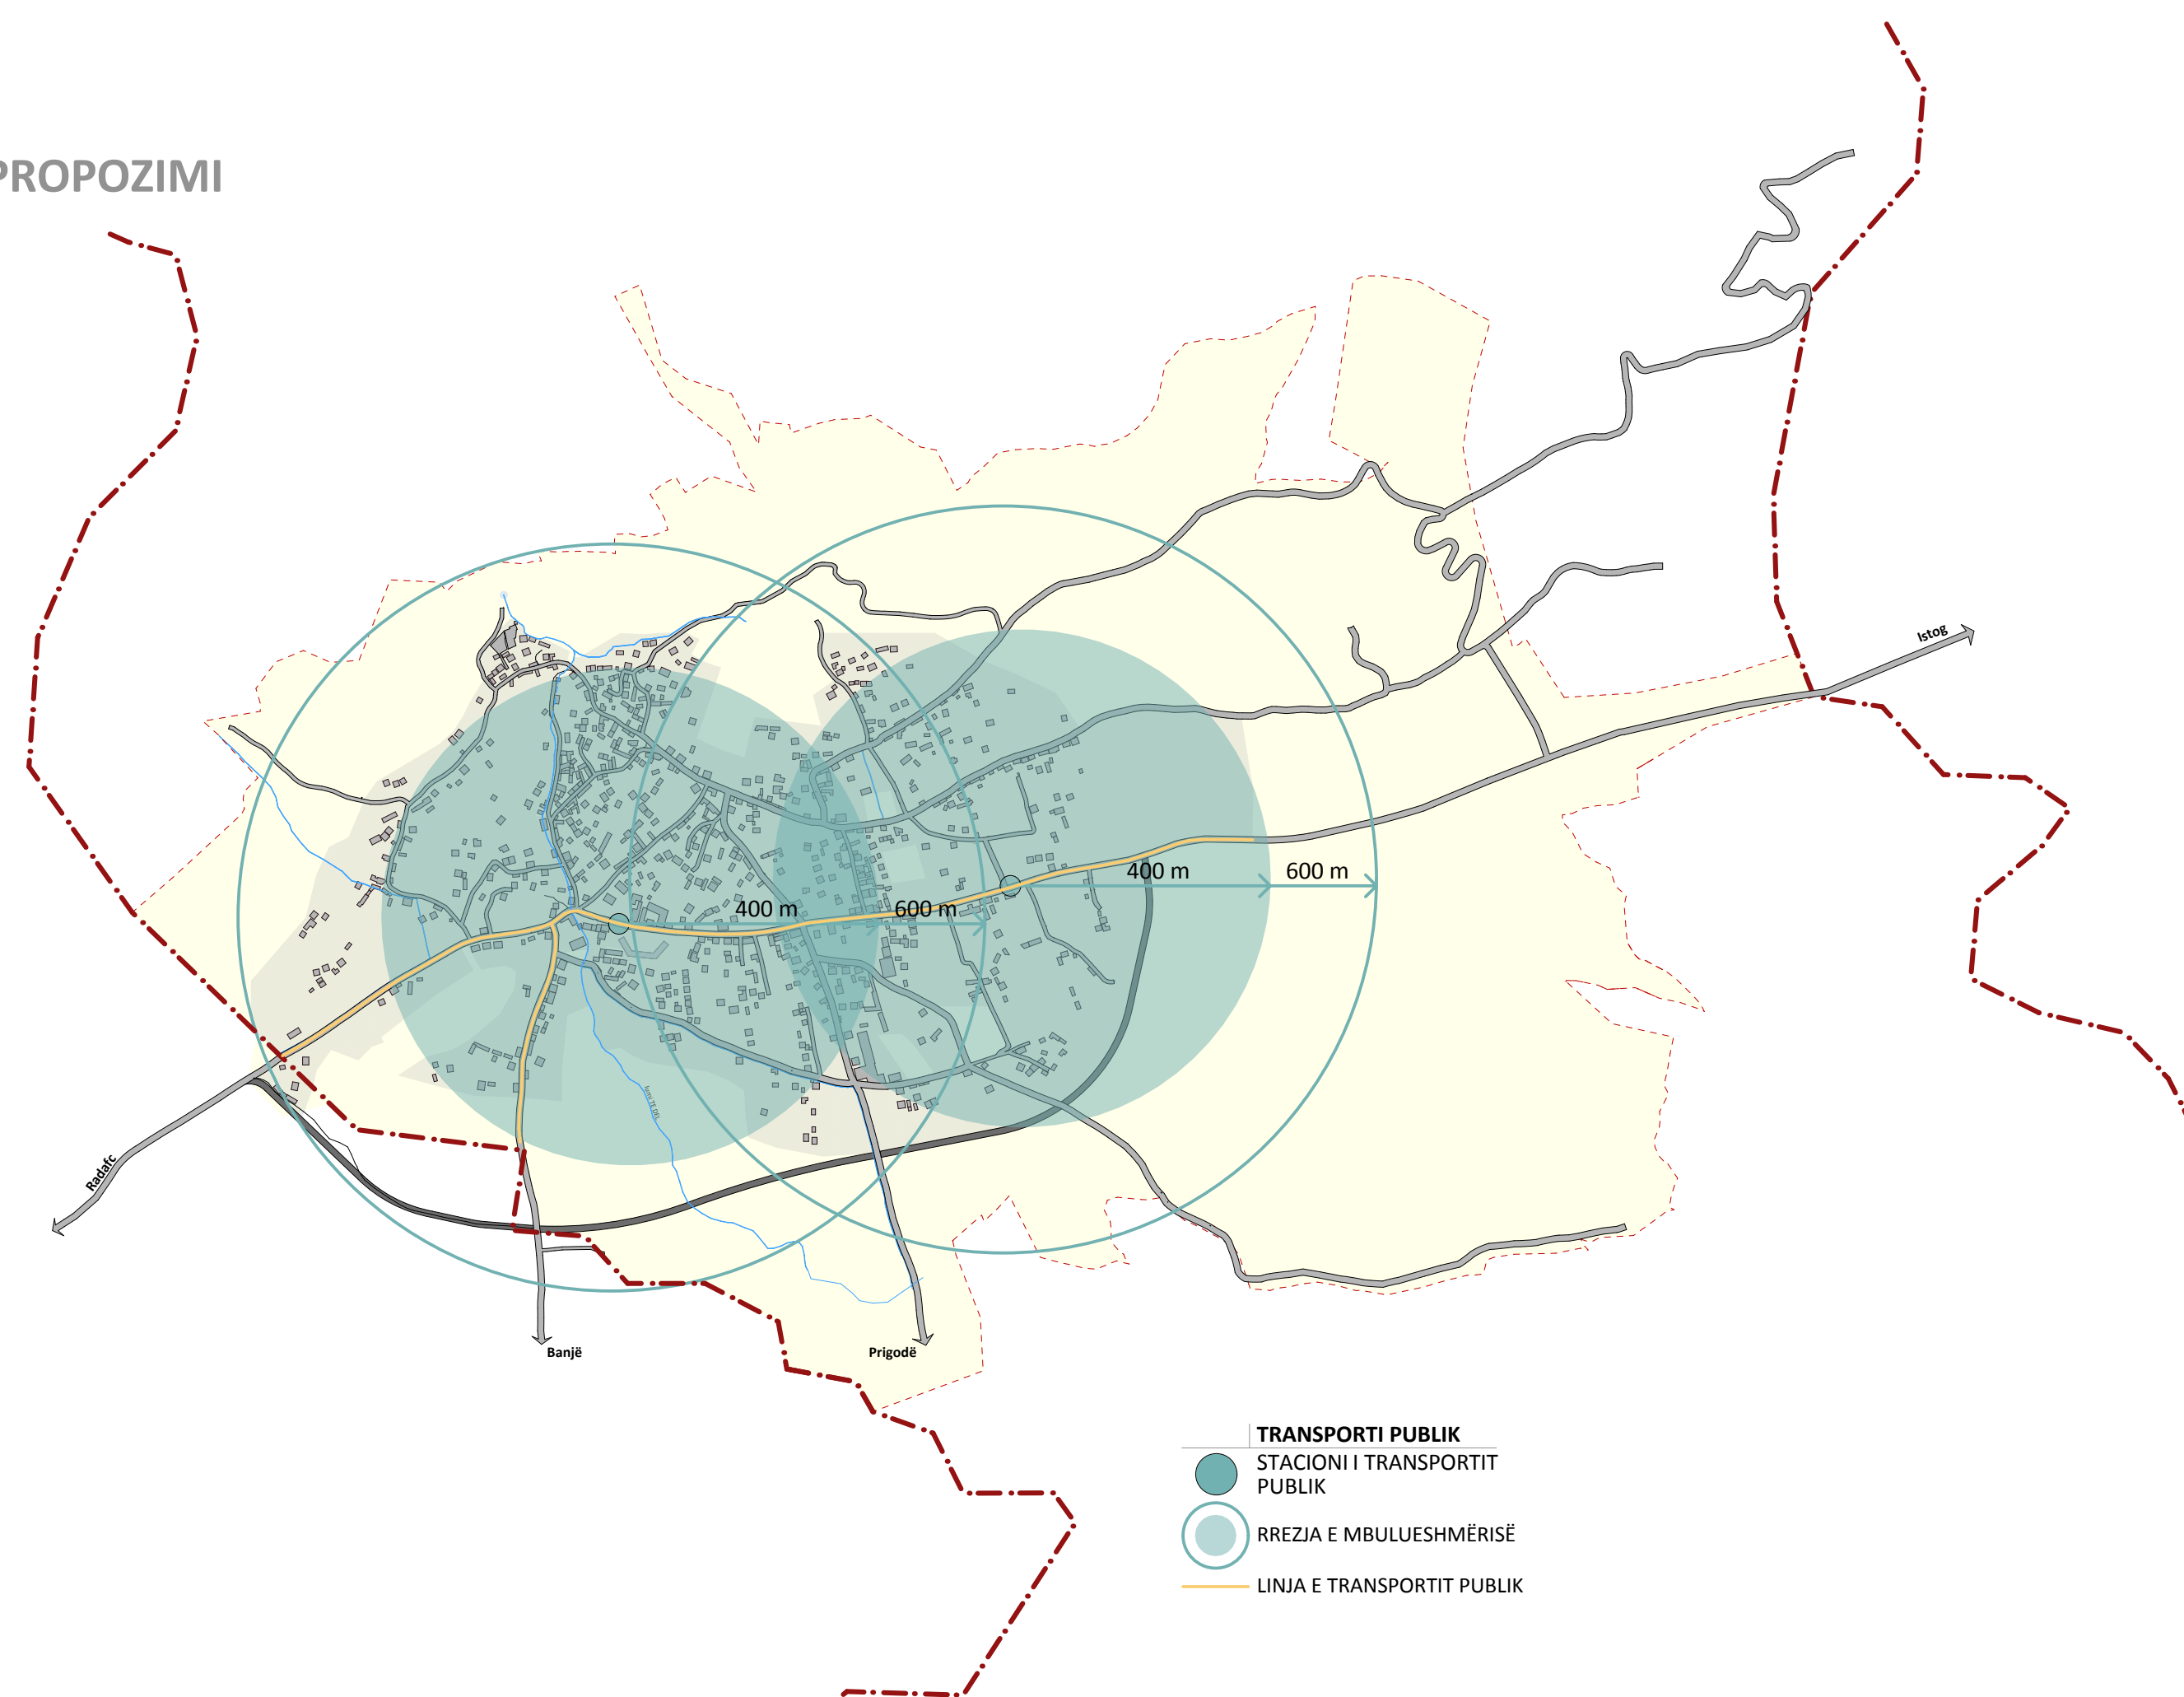 PROPOZIMI
Istog
400 m
600 m
400 m
600 m
Radafc
Banjë
Prigodë
TRANSPORTI PUBLIK
STACIONI I TRANSPORTIT
PUBLIK
RREZJA E MBULUESHMËRISË
LINJA E TRANSPORTIT PUBLIK